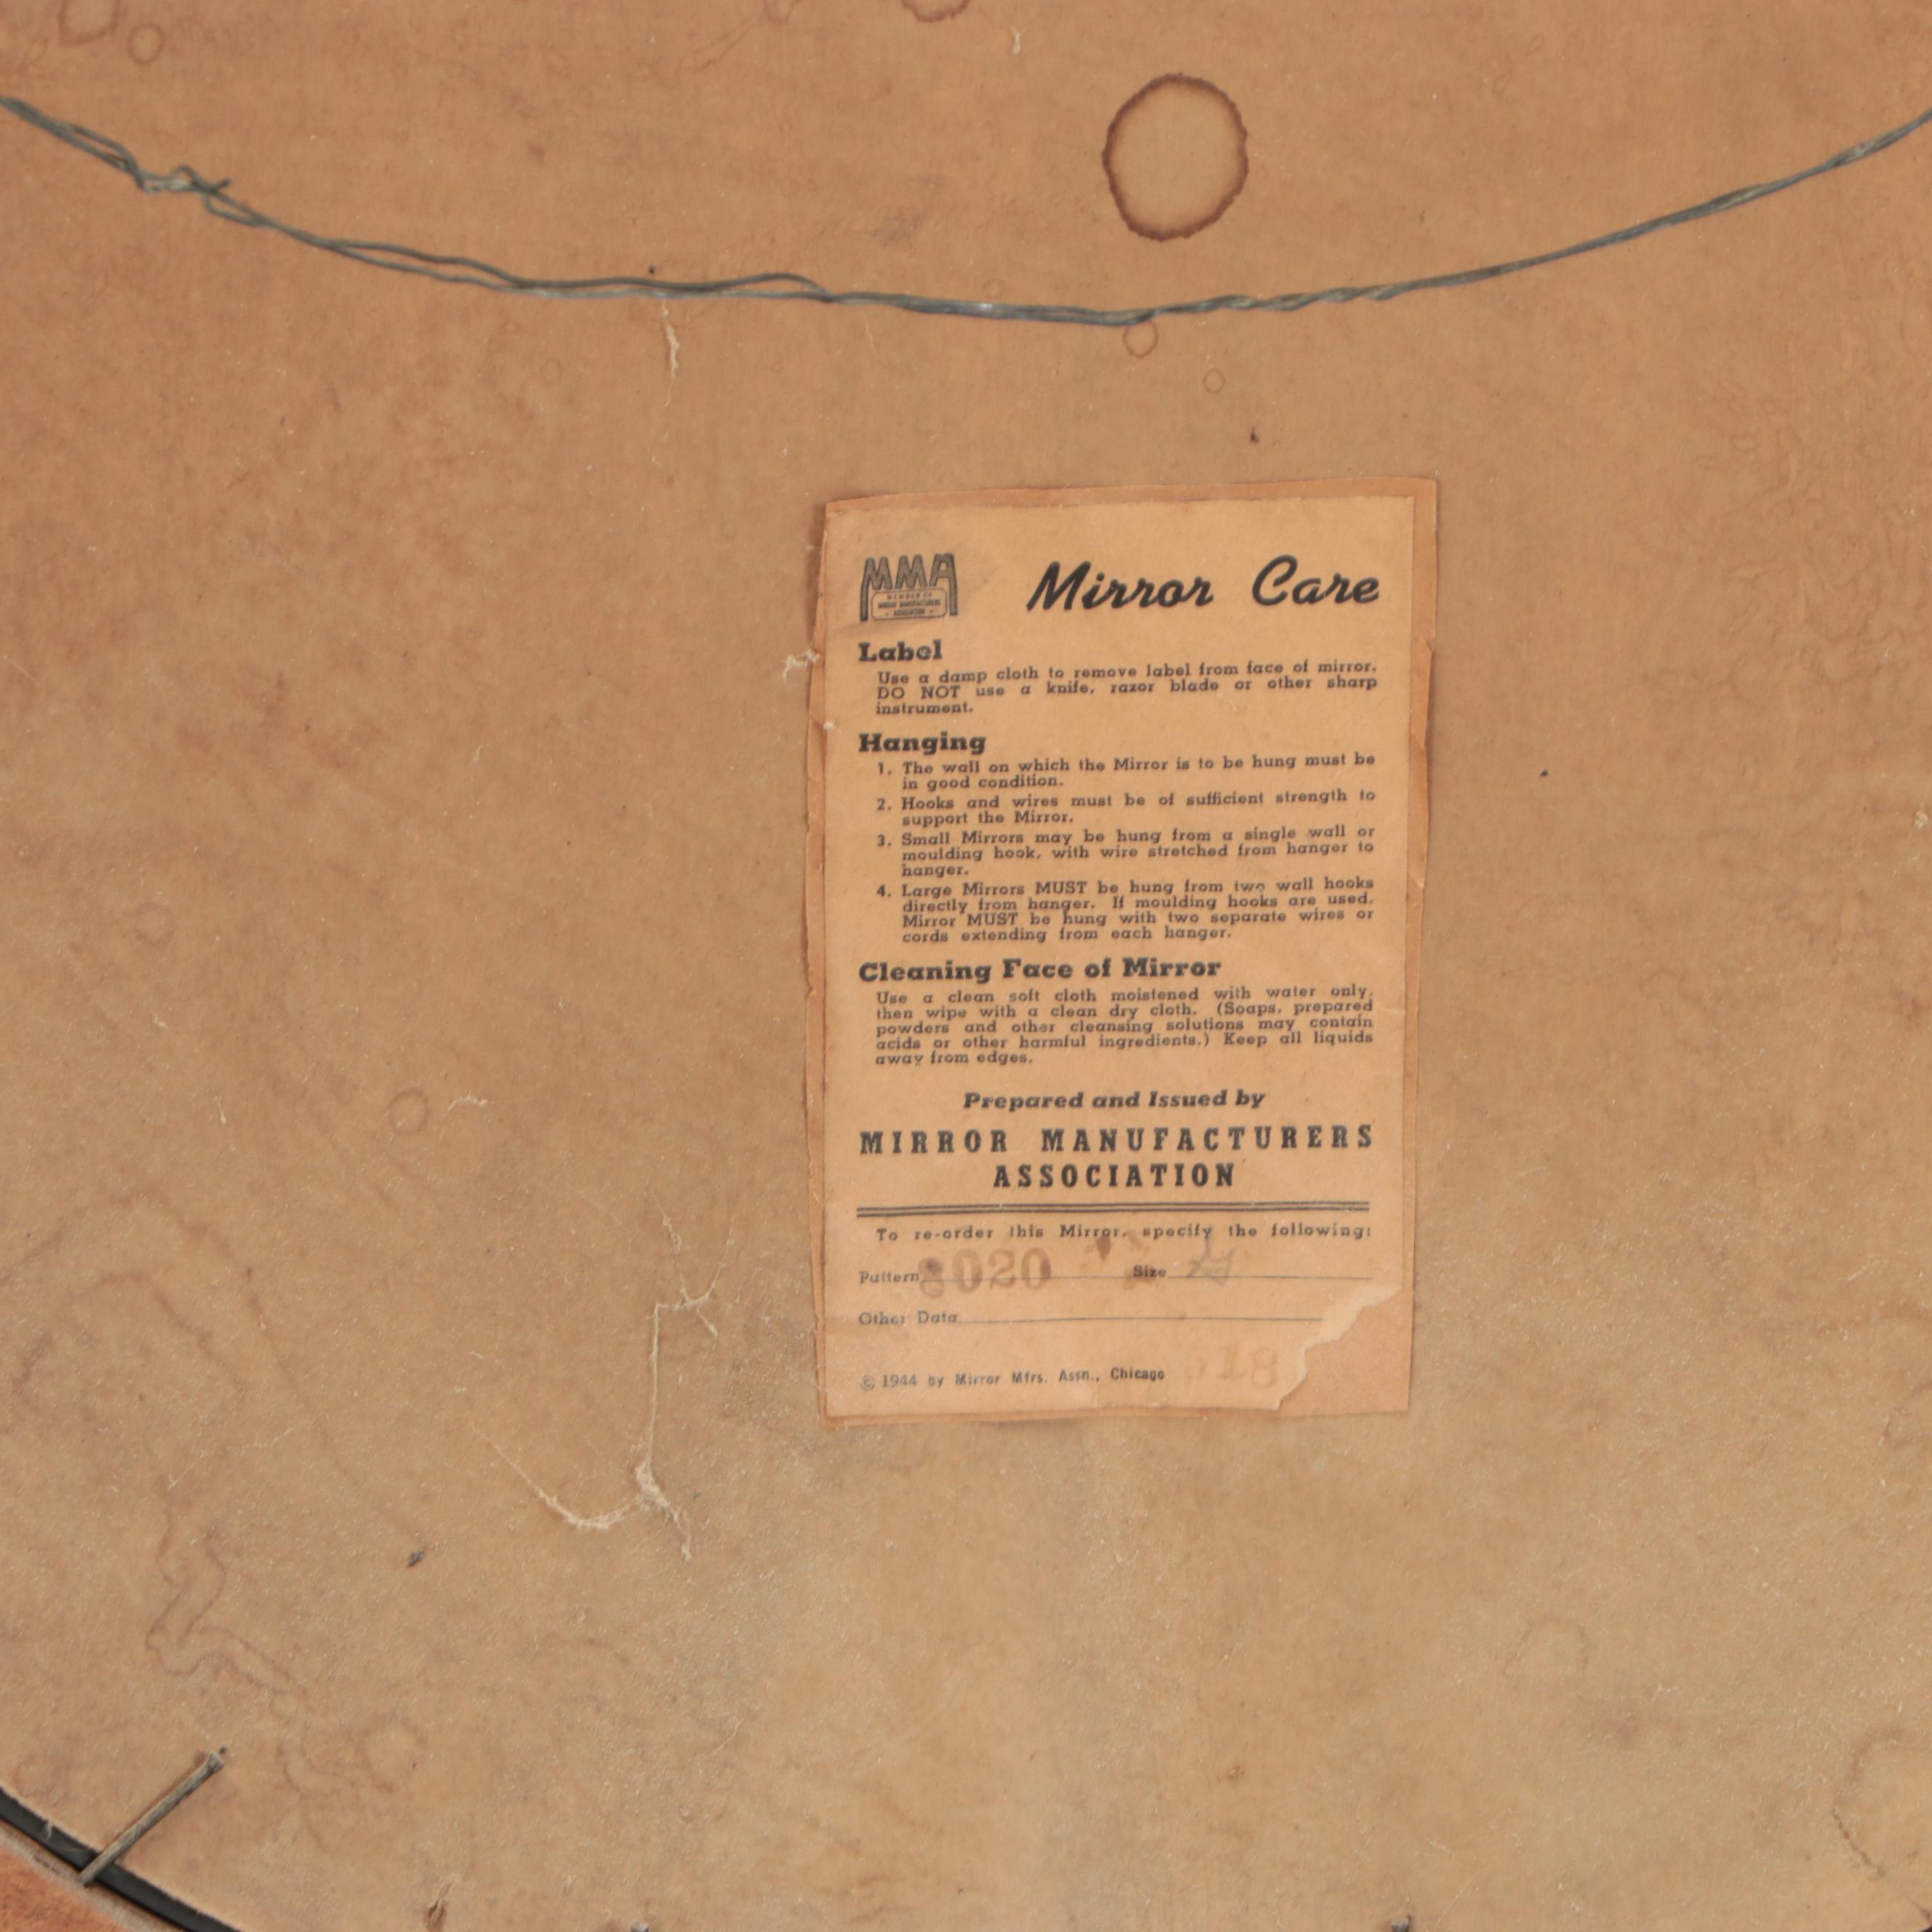 MMA
MEMBER OF
MIRROR MANUFACTURERS
ASSOCIATION
Mirror Care
Label
Use a damp cloth to remove label from face of mirror.
DO NOT use a knife, razor blade or other sharp
instrument.
Hanging
1. The wall on which the Mirror is to be hung must be
in good condition.
2. Hooks and wires must be of sufficient strength to
support the Mirror.
3. Small Mirrors may be hung from a single wall or
moulding hook, with wire stretched from hanger to
hanger.
4. Large Mirrors MUST be hung from two wall hooks
directly from hanger. If moulding hooks are used,
Mirror MUST be hung with two separate wires or
cords extending from each hanger.
Cleaning Face of Mirror
Use a clean soft cloth moistened with water only,
then wipe with a clean dry cloth. (Soaps, prepared
powders and other cleansing solutions may contain
acids or other harmful ingredients.) Keep all liquids
away from edges.
Prepared and Issued by
MIRROR MANUFACTURERS
ASSOCIATION
To re-order this Mirror, specify the following:
Pattern 8020 Size
Other Data
© 1944 by Mirror Mfrs. Assn., Chicago